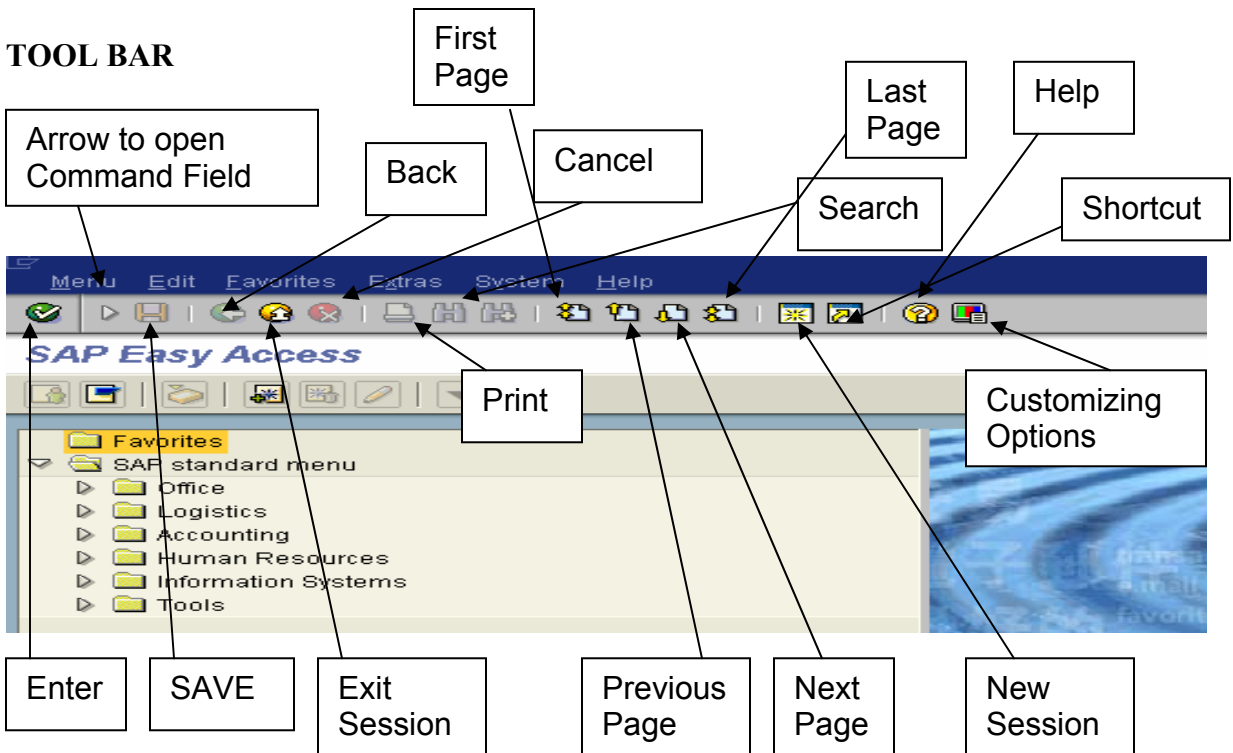 TOOL BAR
First
Page
Last
Page
Help
Arrow to open
Command Field
Back
Cancel
Search
Shortcut
Menu Edit Favorites Extras System Help
SAP Easy Access
Print
Customizing
Options
Favorites
SAP standard menu
Office
Logistics
Accounting
Human Resources
Information Systems
Tools
Enter
SAVE
Exit
Session
Previous
Page
Next
Page
New
Session